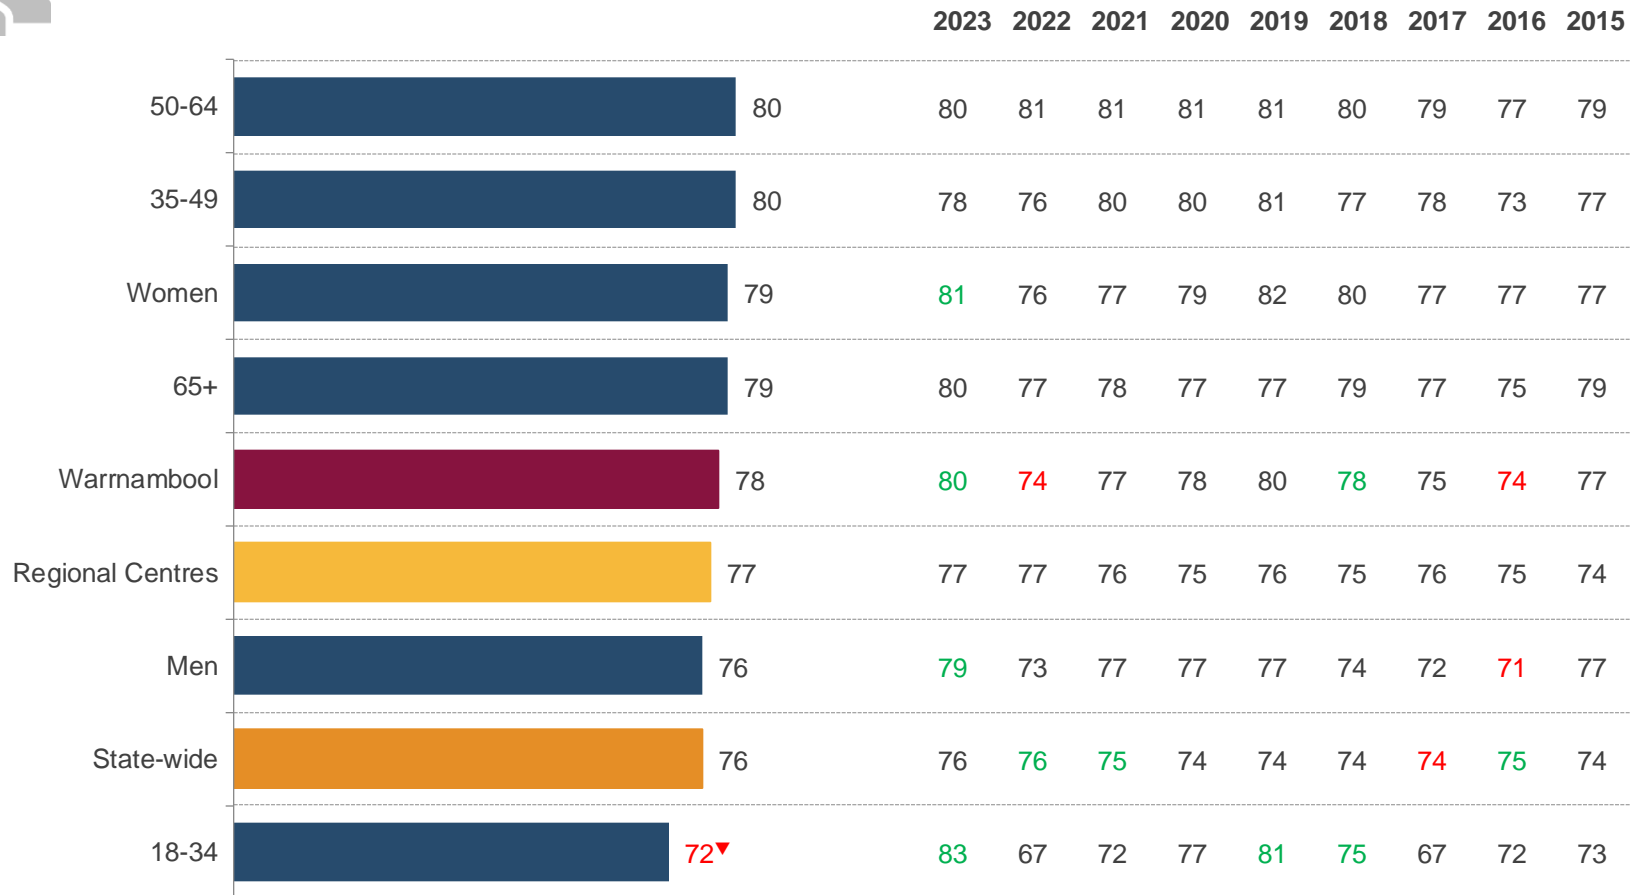 2023 2022 2021 2020 2019 2018 2017 2016 2015
50-64 80 80 81 81 81 81 80 79 77 79
35-49 80 78 76 80 80 81 77 78 73 77
Women 79 81 76 77 79 82 80 77 77 77
65+ 79 80 77 78 77 77 79 77 75 79
Warrnambool 78 80 74 77 78 80 78 75 74 77
Regional Centres 77 77 77 76 75 76 75 76 75 74
Men 76 79 73 77 77 77 74 72 71 77
State-wide 76 76 76 75 74 74 74 74 75 74
18-34 72▼ 83 67 72 77 81 75 67 72 73